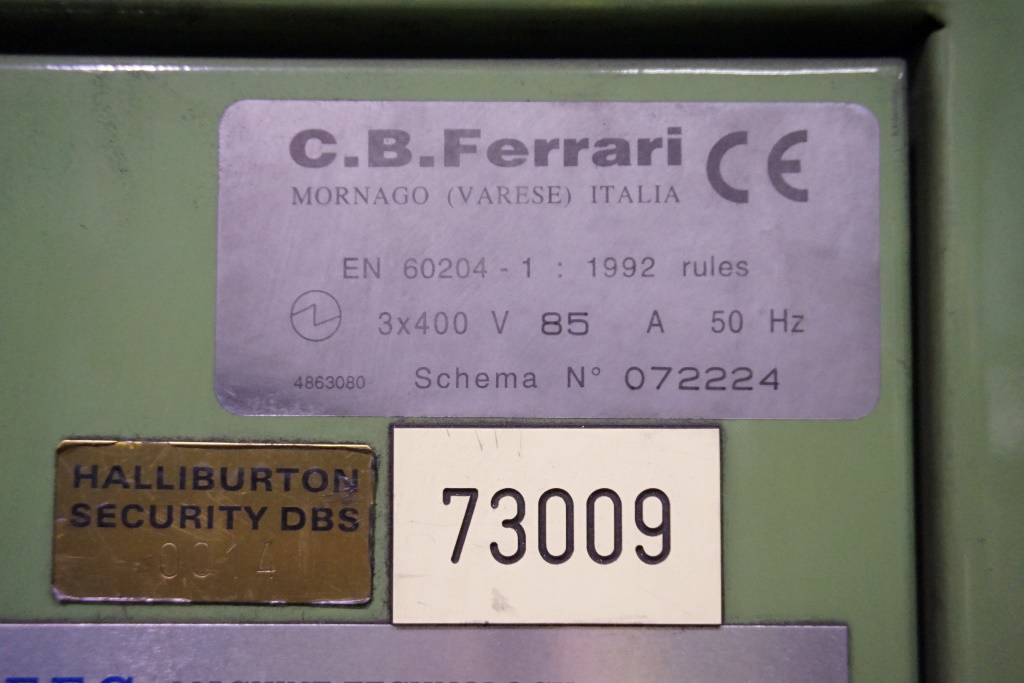 C.B.Ferrari CE
MORNAGO (VARESE) ITALIA
EN 60204-1 : 1992 rules
3x400 V 85 A 50 Hz
4863080 Schema N° 072224
HALLIBURTON
SECURITY DBS
0014
73009